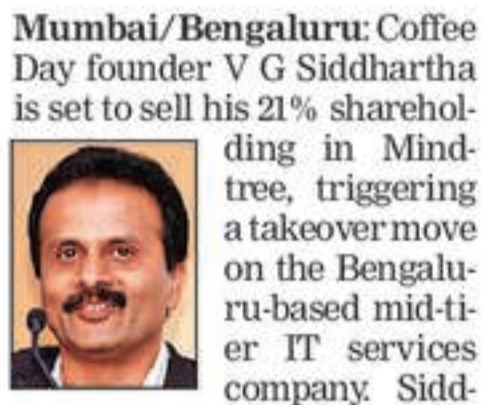 Mumbai/Bengaluru: Coffee
Day founder V G Siddhartha
is set to sell his 21% sharehol-
ding in Mind-
tree, triggering
a takeover move
on the Bengalu-
ru-based mid-ti-
er IT services
company. Sidd-